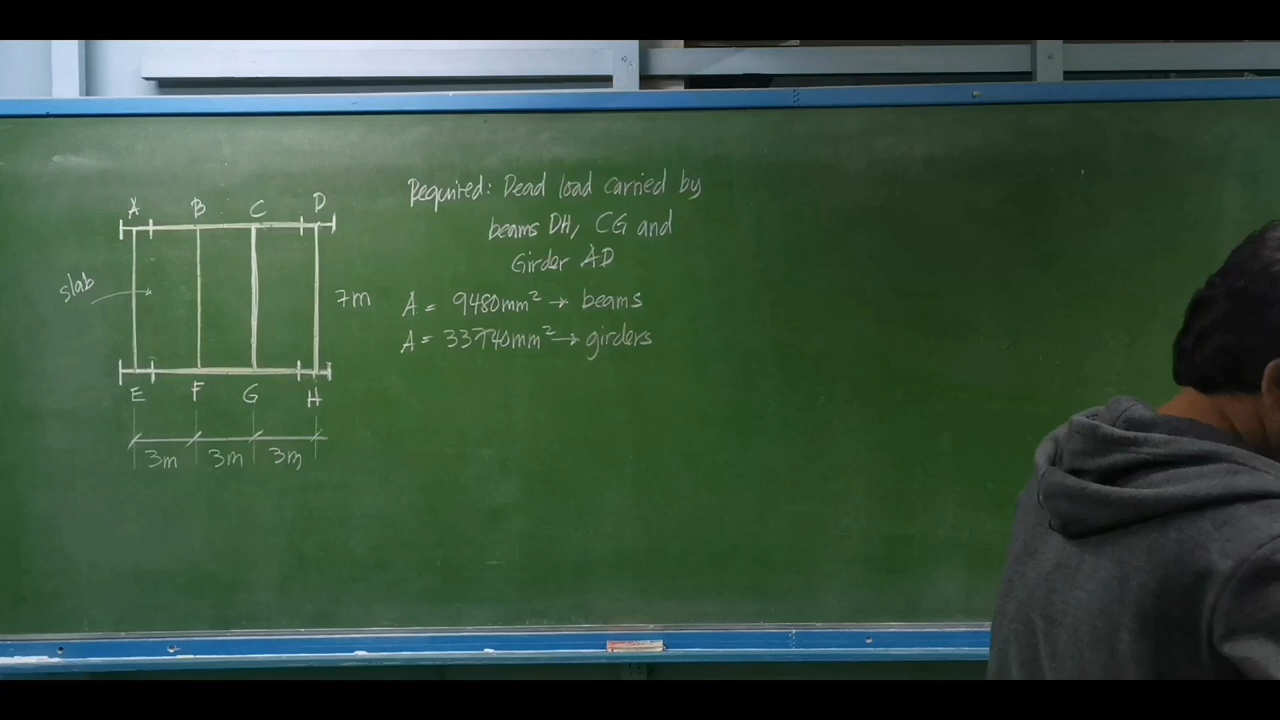 A B C D
slab
7m
E F G H
3m 3m 3m
Required: Dead load carried by
beams DH, CG and
Girder AD
A = 9480mm² → beams
A = 33740mm² → girders